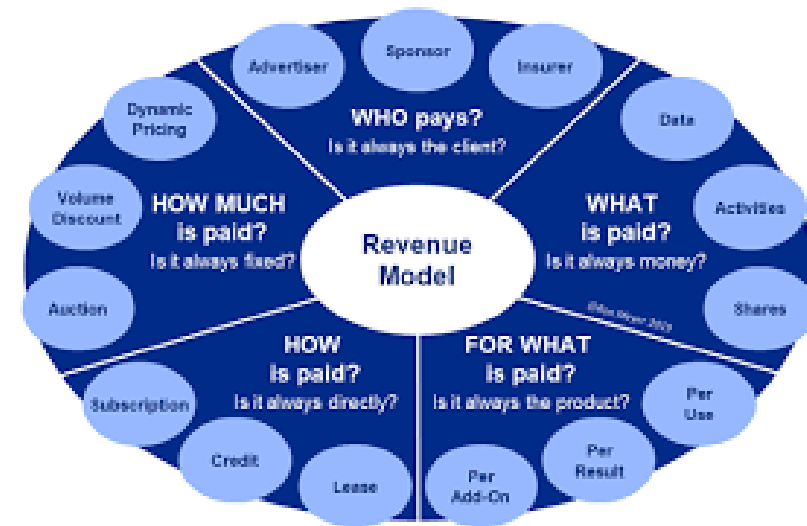 Advertiser
Sponsor
Insurer
WHO pays?
Is it always the client?
Data
Activities
Shares
WHAT
is paid?
Is it always money?
Per
Use
Per
Result
Per
Add-On
FOR WHAT
is paid?
Is it always the product?
Lease
Credit
Subscription
HOW
is paid?
Is it always directly?
Auction
Volume
Discount
Dynamic
Pricing
HOW MUCH
is paid?
Is it always fixed?
Revenue
Model